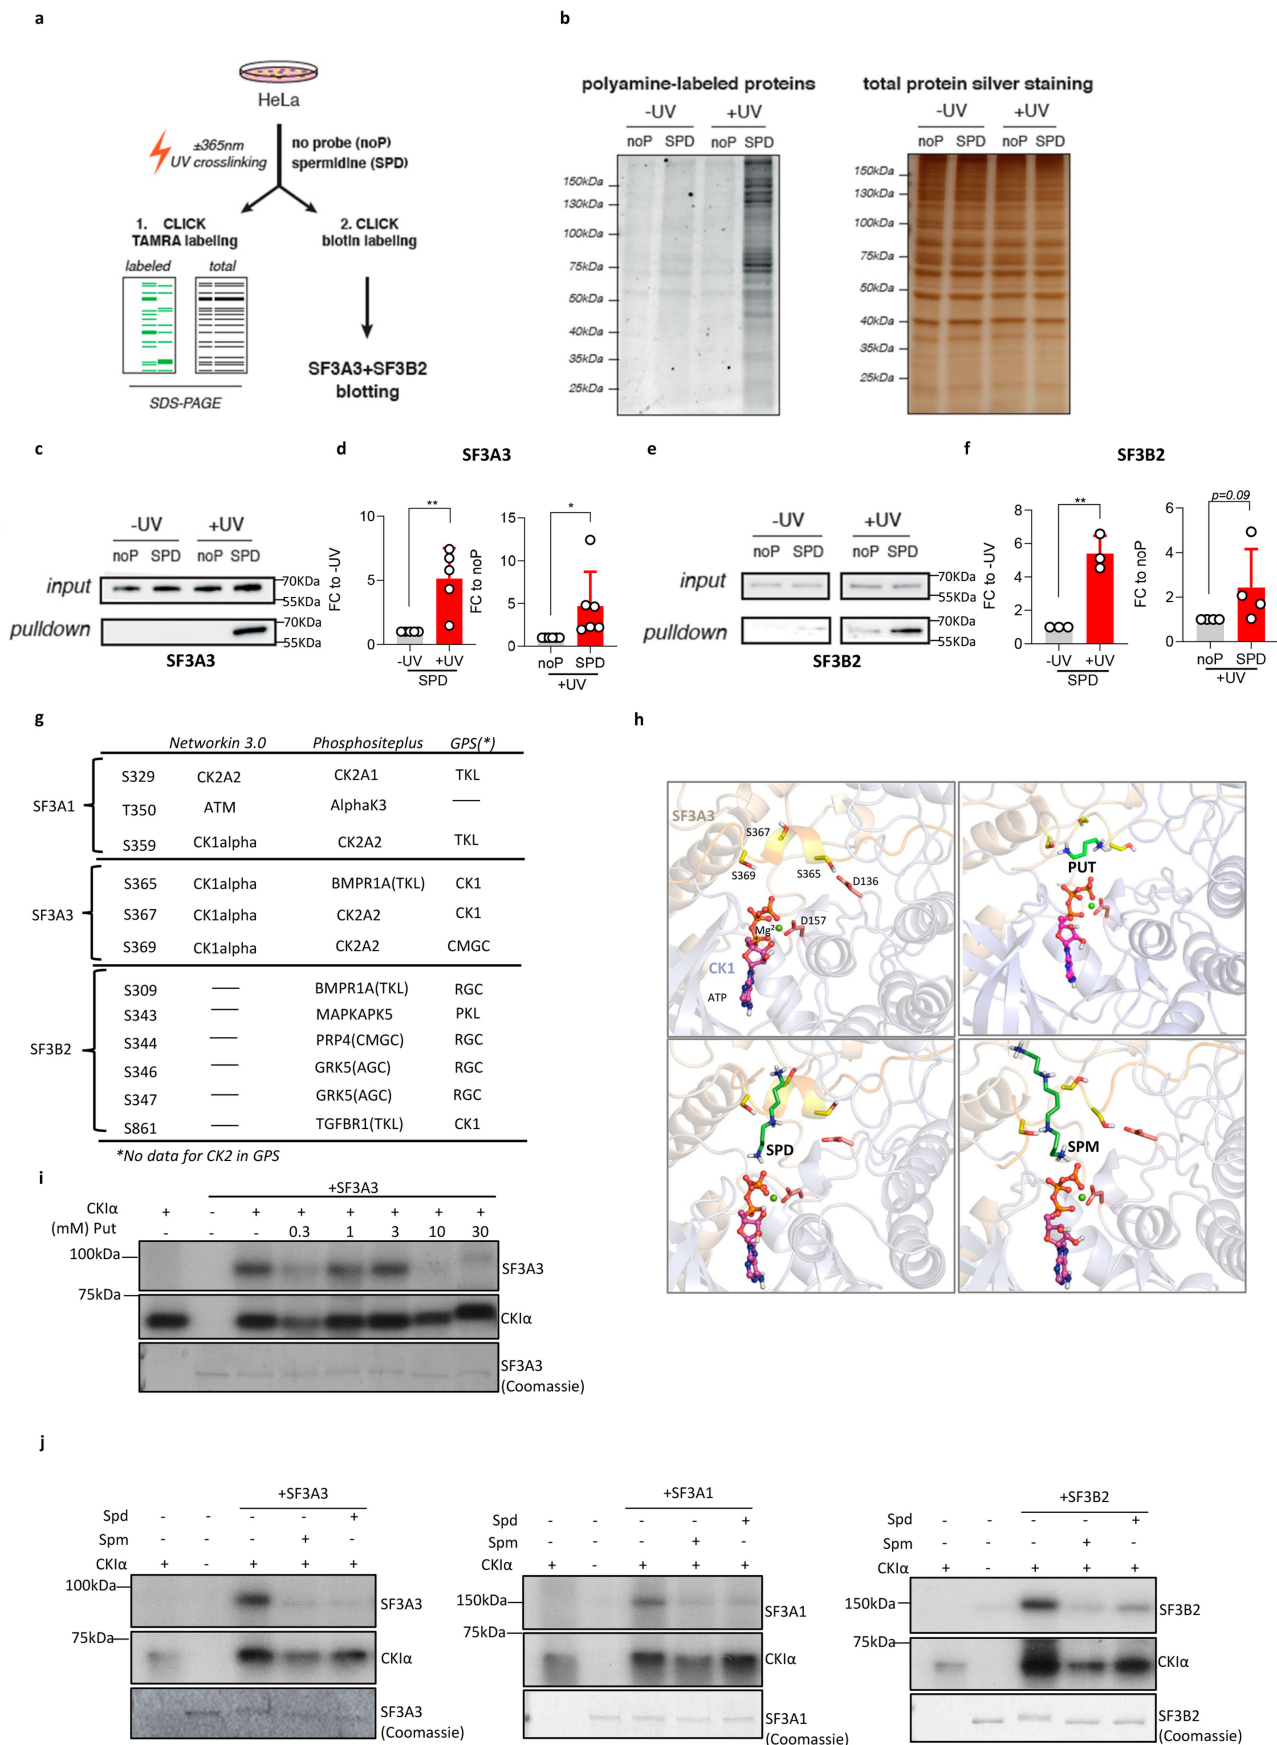 a
HeLa
±365nm
UV crosslinking
no probe (noP)
spermidine (SPD)
1. CLICK
TAMRA labeling
2. CLICK
biotin labeling
labeled total
SF3A3+SF3B2
blotting
SDS-PAGE
b
polyamine-labeled proteins
-UV +UV
noP SPD noP SPD
150kDa
130kDa
100kDa
75kDa
50kDa
40kDa
35kDa
25kDa
total protein silver staining
-UV +UV
noP SPD noP SPD
150kDa
130kDa
100kDa
75kDa
50kDa
40kDa
35kDa
25kDa
c
-UV +UV
noP SPD noP SPD
input
70KDa
55KDa
pulldown
70KDa
55KDa
SF3A3
d
SF3A3
FC to -UV
10
5
0
**
-UV +UV
SPD
FC to noP
15
10
5
0
*
noP SPD
+UV
e
-UV +UV
noP SPD noP SPD
input
70KDa
55KDa
pulldown
70KDa
55KDa
SF3B2
f
SF3B2
FC to -UV
8
6
4
2
0
**
-UV +UV
SPD
FC to noP
6
4
2
0
p=0.09
noP SPD
+UV
g
Networkin 3.0 Phosphositeplus GPS(*)
SF3A1
S329 CK2A2 CK2A1 TKL
T350 ATM AlphaK3 —
S359 CK1alpha CK2A2 TKL
SF3A3
S365 CK1alpha BMPR1A(TKL) CK1
S367 CK1alpha CK2A2 CK1
S369 CK1alpha CK2A2 CMGC
SF3B2
S309 — BMPR1A(TKL) RGC
S343 — MAPKAPK5 PKL
S344 — PRP4(CMGC) RGC
S346 — GRK5(AGC) RGC
S347 — GRK5(AGC) RGC
S861 — TGFBR1(TKL) CK1
*No data for CK2 in GPS
h
SF3A3
S367
S369
S365
D136
D157
Mg2
CK1
ATP
PUT
SPD
SPM
i
+SF3A3
CKIα + - + + + + + +
(mM) Put - - - 0.3 1 3 10 30
100kDa
SF3A3
75kDa
CKIα
SF3A3
(Coomassie)
j
+SF3A3
Spd - - - - +
Spm - - - + -
CKIα + - + + +
100kDa
SF3A3
75kDa
CKIα
SF3A3
(Coomassie)
+SF3A1
Spd - - - - +
Spm - - - + -
CKIα + - + + +
150kDa
SF3A1
75kDa
CKIα
SF3A1
(Coomassie)
+SF3B2
Spd - - - - +
Spm - - - + -
CKIα + - + + +
150kDa
SF3B2
75kDa
CKIα
SF3B2
(Coomassie)